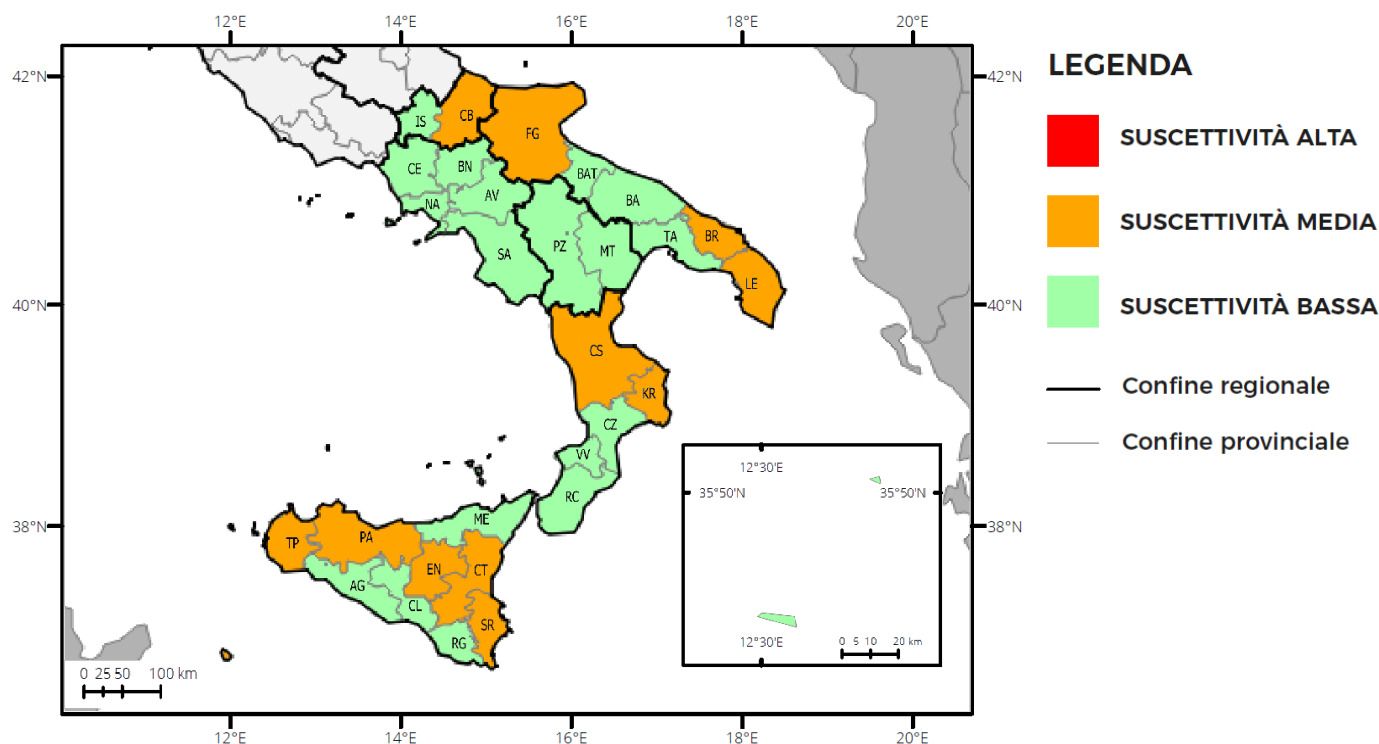 12°E 14°E 16°E 18°E 20°E
42°N 42°N
LEGENDA
SUSCETTIVITÀ ALTA
SUSCETTIVITÀ MEDIA
SUSCETTIVITÀ BASSA
Confine regionale
Confine provinciale
IS CB FG
CE BN BAT
NA AV BA
SA PZ MT TA BR
LE
40°N 40°N
CS
KR
CZ
VV
RC
12°30'E
35°50'N 35°50'N
12°30'E
0 5 10 20 km
38°N 38°N
ME
TP PA
EN CT
AG
CL
SR
RG
0 25 50 100 km
12°E 14°E 16°E 18°E 20°E